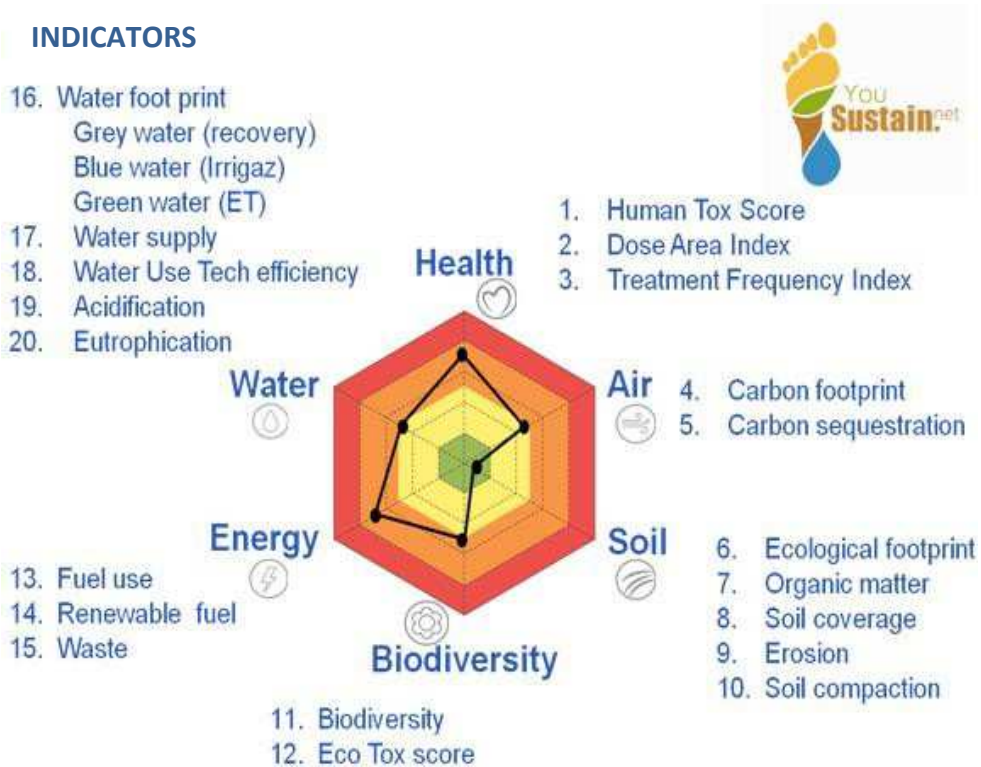 INDICATORS
You
Sustain.net
16. Water foot print
Grey water (recovery)
Blue water (Irrigaz)
Green water (ET)
17. Water supply
18. Water Use Tech efficiency
19. Acidification
20. Eutrophication
Health
1. Human Tox Score
2. Dose Area Index
3. Treatment Frequency Index
Water
Air
4. Carbon footprint
5. Carbon sequestration
Energy
13. Fuel use
14. Renewable fuel
15. Waste
Soil
6. Ecological footprint
7. Organic matter
8. Soil coverage
9. Erosion
10. Soil compaction
Biodiversity
11. Biodiversity
12. Eco Tox score